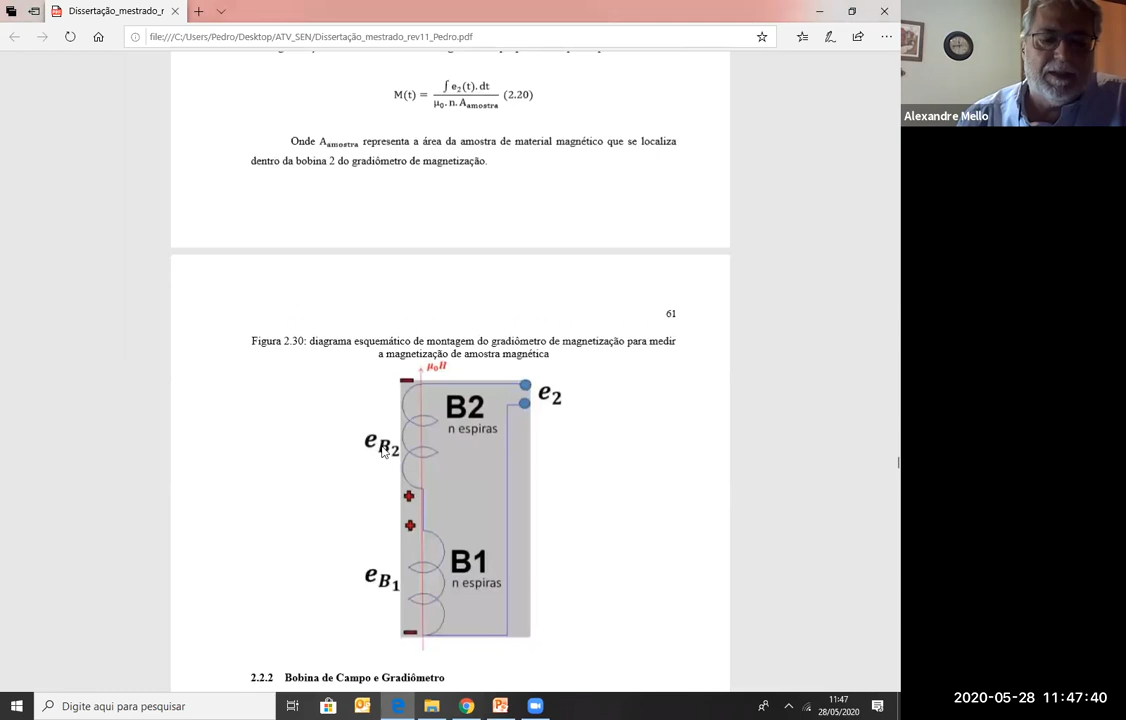 Dissertação_mestrado_r
file:///C:/Users/Pedro/Desktop/ATV_SEN/Dissertação_mestrado_rev11_Pedro.pdf
Alexandre Mello
M(t) = ∫ e₂(t). dt / μ₀. n. Aamostra (2.20)
Onde Aamostra representa a área da amostra de material magnético que se localiza
dentro da bobina 2 do gradiômetro de magnetização.
61
Figura 2.30: diagrama esquemático de montagem do gradiômetro de magnetização para medir
a magnetização de amostra magnética
μ₀H
e₂
B2
n espiras
eB₂
B1
n espiras
eB₁
2.2.2 Bobina de Campo e Gradiômetro
Digite aqui para pesquisar
11:47
28/05/2020
2020-05-28 11:47:40